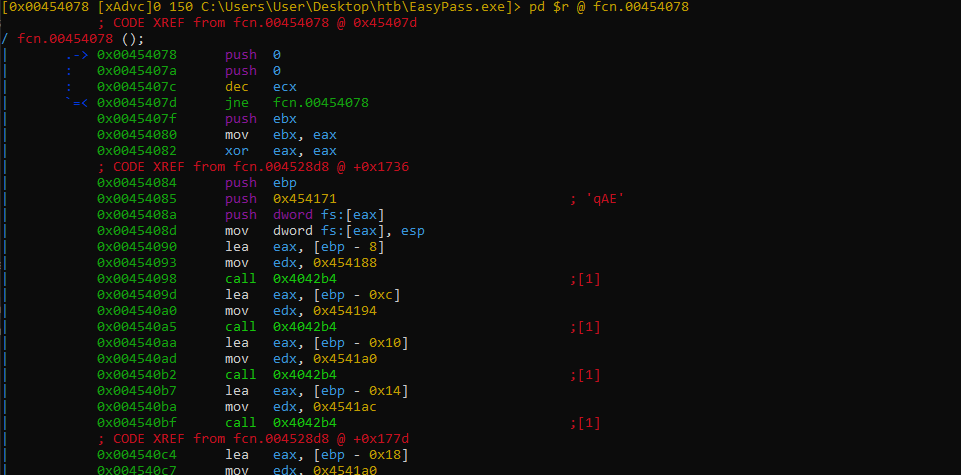 [0x00454078 [xAdvc]0 150 C:\Users\User\Desktop\htb\EasyPass.exe]> pd $r @ fcn.00454078
; CODE XREF from fcn.00454078 @ 0x45407d
/ fcn.00454078 ();
| .-> 0x00454078 push 0
| : 0x0045407a push 0
| : 0x0045407c dec ecx
| `=< 0x0045407d jne fcn.00454078
| 0x0045407f push ebx
| 0x00454080 mov ebx, eax
| 0x00454082 xor eax, eax
| ; CODE XREF from fcn.004528d8 @ +0x1736
| 0x00454084 push ebp
| 0x00454085 push 0x454171 ; 'qAE'
| 0x0045408a push dword fs:[eax]
| 0x0045408d mov dword fs:[eax], esp
| 0x00454090 lea eax, [ebp - 8]
| 0x00454093 mov edx, 0x454188
| 0x00454098 call 0x4042b4 ;[1]
| 0x0045409d lea eax, [ebp - 0xc]
| 0x004540a0 mov edx, 0x454194
| 0x004540a5 call 0x4042b4 ;[1]
| 0x004540aa lea eax, [ebp - 0x10]
| 0x004540ad mov edx, 0x4541a0
| 0x004540b2 call 0x4042b4 ;[1]
| 0x004540b7 lea eax, [ebp - 0x14]
| 0x004540ba mov edx, 0x4541ac
| 0x004540bf call 0x4042b4 ;[1]
| ; CODE XREF from fcn.004528d8 @ +0x177d
| 0x004540c4 lea eax, [ebp - 0x18]
| 0x004540c7 mov edx, 0x4541a0